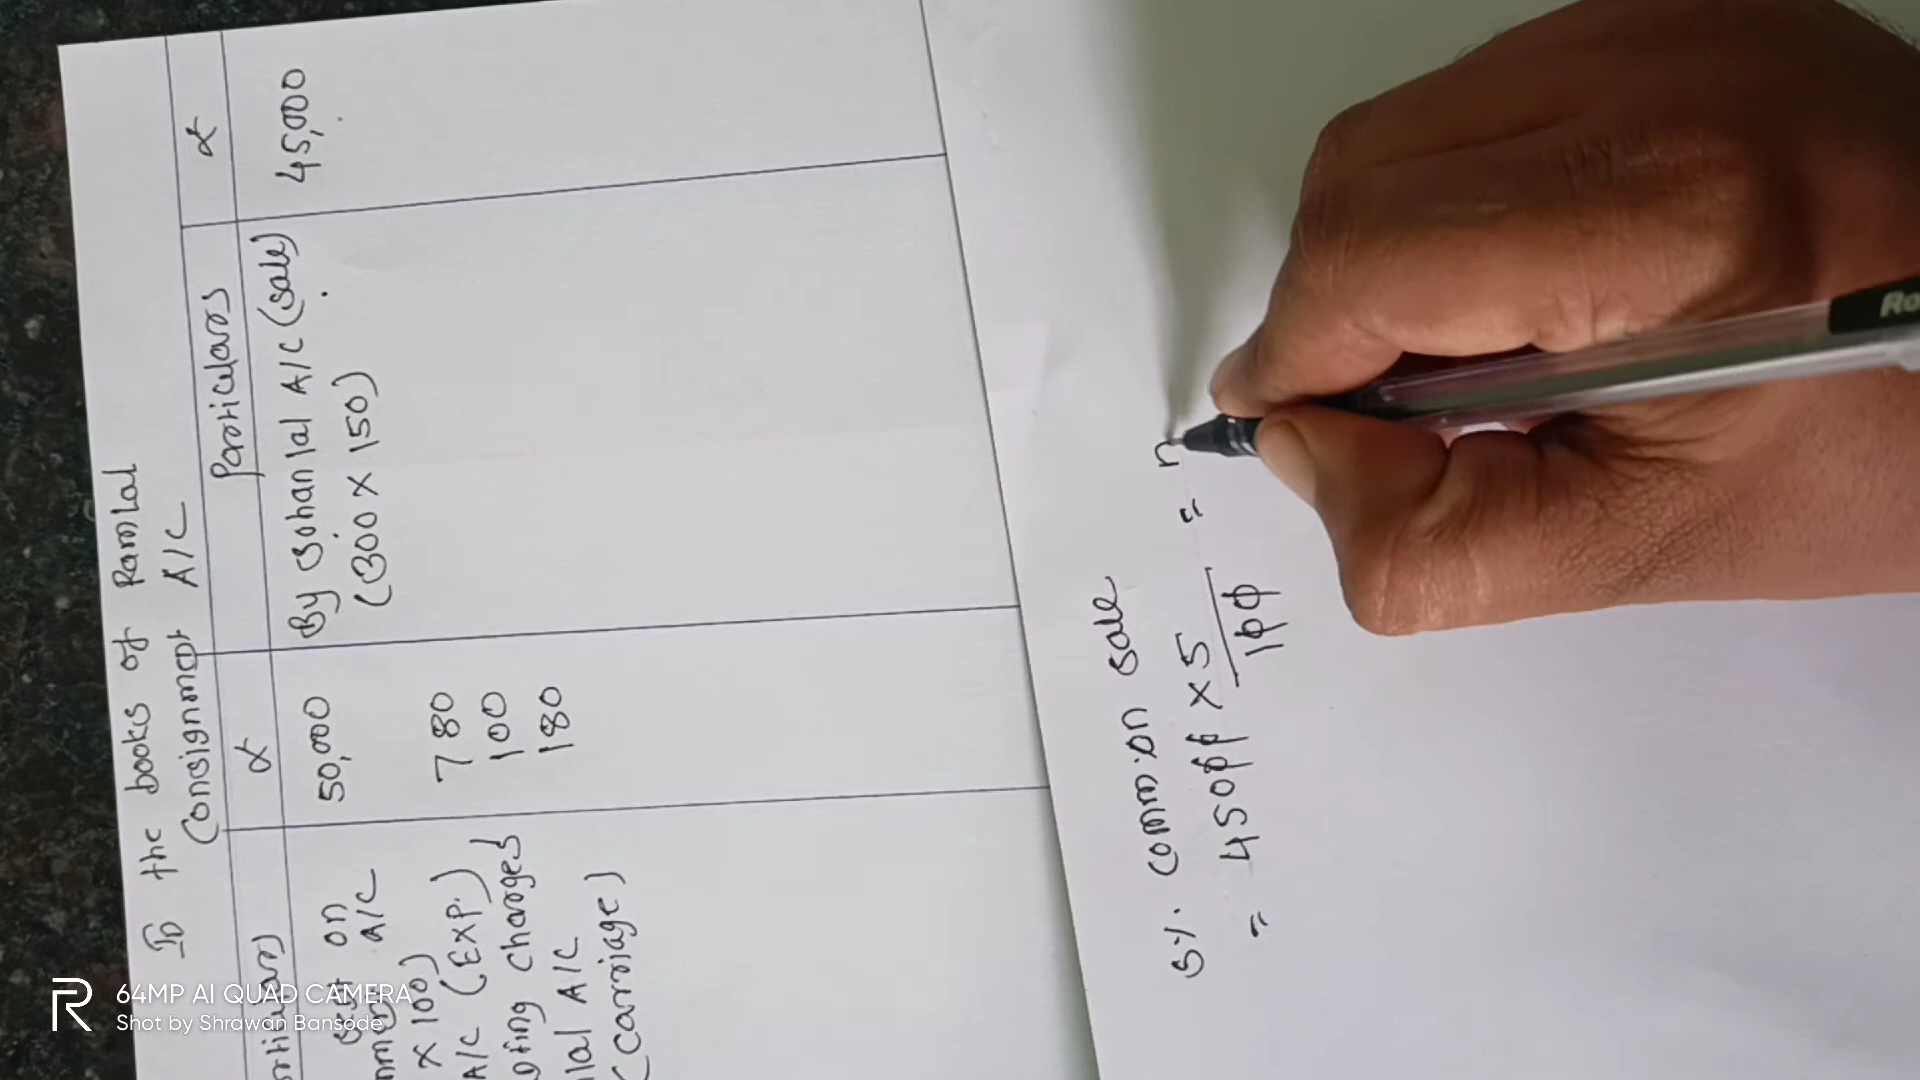 In the books of Ramlal
Consignment A/C
₹
Particulars
₹
50,000
By Sohanlal A/C (sale)
45,000
on
A/C
(300 x 150)
x 100)
780
A/C (Exp.)
100
charges
180
A/C
(carriage)
5%. comm. on sale
= 45000 x 5
=
100
64MP AI QUAD CAMERA
Shot by Shrawan Bansode
Ro